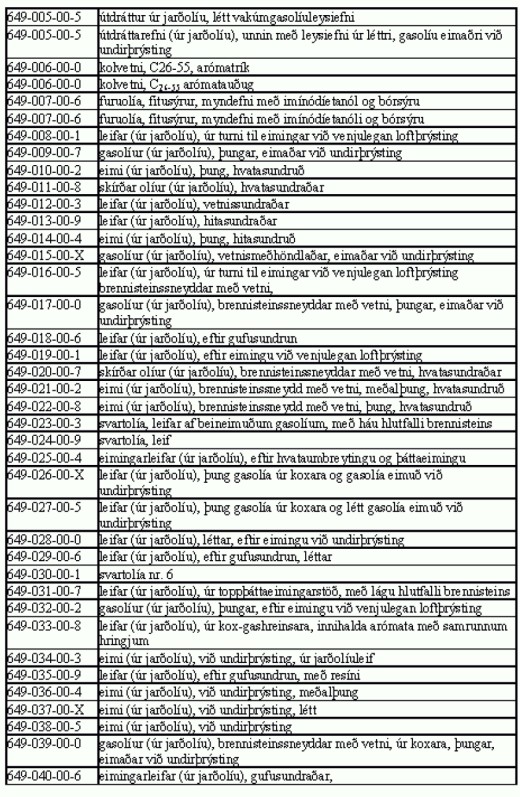 649-005-00-5 útdráttur úr jarðolíu, létt vakúmgasolíuleysiefni
649-005-00-5 útdráttarefni (úr jarðolíu), unnin með leysiefni úr léttri, gasolíu eimaðri við
undirþrýsting
649-006-00-0 kolvetni, C26-55, arómatrík
649-006-00-0 kolvetni, C26-55 arómatauðug
649-007-00-6 furuolía, fitusýrur, myndefni með imínódíetanól og bórsýru
649-007-00-6 furuolía, fitusýrur, myndefni með imínódíetanóli og bórsýru
649-008-00-1 leifar (úr jarðolíu), úr turni til eimingar við venjulegan loftþrýsting
649-009-00-7 gasolíur (úr jarðolíu), þungar, eimaðar við undirþrýsting
649-010-00-2 eimi (úr jarðolíu), þung, hvatasundruð
649-011-00-8 skírðar olíur (úr jarðolíu), hvatasundraðar
649-012-00-3 leifar (úr jarðolíu), vetnissundraðar
649-013-00-9 leifar (úr jarðolíu), hitasundraðar
649-014-00-4 eimi (úr jarðolíu), þung, hitasundruð
649-015-00-X gasolíur (úr jarðolíu), vetnismeðhöndlaðar, eimaðar við undirþrýsting
649-016-00-5 leifar (úr jarðolíu), úr turni til eimingar við venjulegan loftþrýsting
brennisteinssneyddar með vetni,
649-017-00-0 gasolíur (úr jarðolíu), brennisteinssneyddar með vetni, þungar, eimaðar við
undirþrýsting
649-018-00-6 leifar (úr jarðolíu), eftir gufusundrun
649-019-00-1 leifar (úr jarðolíu), eftir eimingu við venjulegan loftþrýsting
649-020-00-7 skírðar olíur (úr jarðolíu), brennisteinssneyddar með vetni, hvatasundraðar
649-021-00-2 eimi (úr jarðolíu), brennisteinssneydd með vetni, meðalþung, hvatasundruð
649-022-00-8 eimi (úr jarðolíu), brennisteinssneydd með vetni, þung, hvatasundruð
649-023-00-3 svartolía, leifar af beineimuðum gasolíum, með háu hlutfalli brennisteins
649-024-00-9 svartolía, leif
649-025-00-4 eimingarleifar (úr jarðolíu), eftir hvataumbreytingu og þáttaeimingu
649-026-00-X leifar (úr jarðolíu), þung gasolía úr koxara og gasolía eimuð við
undirþrýsting
649-027-00-5 leifar (úr jarðolíu), þung gasolía úr koxara og létt gasolía eimuð við
undirþrýsting
649-028-00-0 leifar (úr jarðolíu), léttar, eftir eimingu við undirþrýsting
649-029-00-6 leifar (úr jarðolíu), eftir gufusundrun, léttar
649-030-00-1 svartolía nr. 6
649-031-00-7 leifar (úr jarðolíu), úr toppþáttaeimingarstöð, með lágu hlutfalli brennisteins
649-032-00-2 gasolíur (úr jarðolíu), þungar, eftir eimingu við venjulegan loftþrýsting
649-033-00-8 leifar (úr jarðolíu), úr kox-gashreinsara, innihalda arómata með samrunnum
hringjum
649-034-00-3 eimi (úr jarðolíu), við undirþrýsting, úr jarðolíuleif
649-035-00-9 leifar (úr jarðolíu), eftir gufusundrun, með resíni
649-036-00-4 eimi (úr jarðolíu), við undirþrýsting, meðalþung
649-037-00-X eimi (úr jarðolíu), við undirþrýsting, létt
649-038-00-5 eimi (úr jarðolíu), við undirþrýsting
649-039-00-0 gasolíur (úr jarðolíu), brennisteinssneyddar með vetni, úr koxara, þungar,
eimaðar við undirþrýsting
649-040-00-6 eimingarleifar (úr jarðolíu), gufusundraðar,